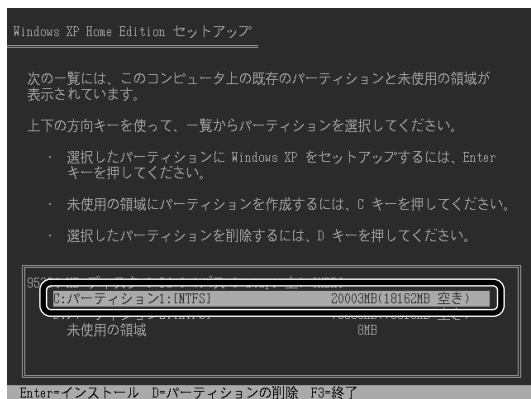 Windows XP Home Edition セットアップ
次の一覧には、このコンピュータ上の既存のパーティションと未使用の領域が
表示されています。
上下の方向キーを使って、一覧からパーティションを選択してください。
・ 選択したパーティションに Windows XP をセットアップするには、Enter
キーを押してください。
・ 未使用の領域にパーティションを作成するには、C キーを押してください。
・ 選択したパーティションを削除するには、D キーを押してください。
C:パーティション1:[NTFS] 20003MB(18162MB 空き)
未使用の領域 8MB
Enter=インストール D=パーティションの削除 F3=終了